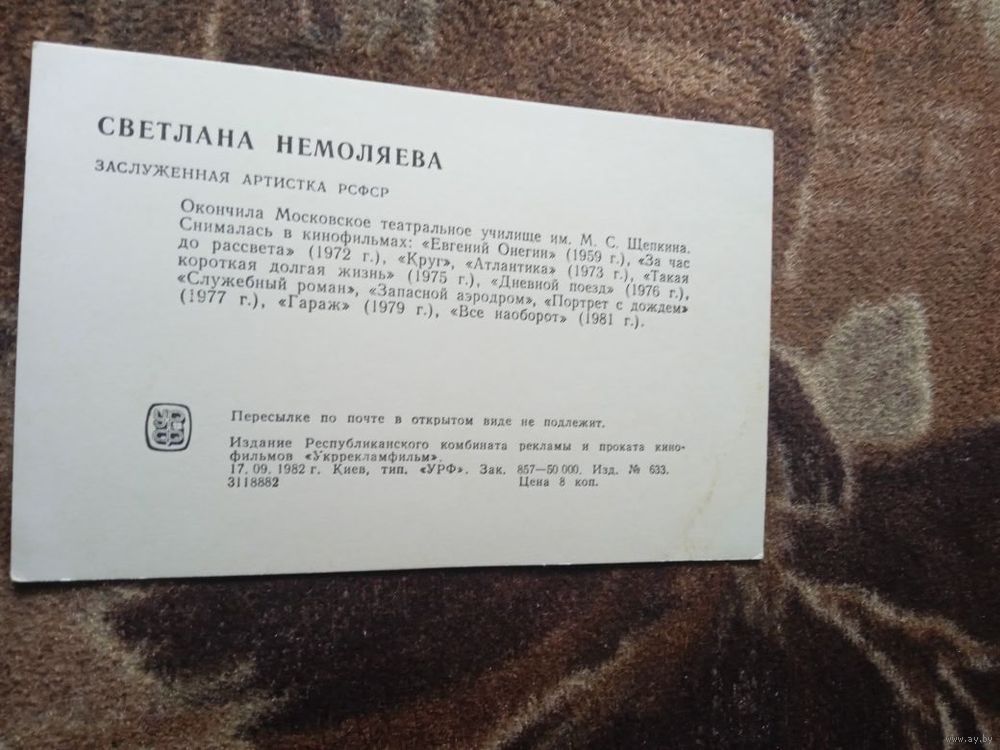 СВЕТЛАНА НЕМОЛЯЕВА
ЗАСЛУЖЕННАЯ АРТИСТКА РСФСР
Окончила Московское театральное училище им. М. С. Щепкина.
Снималась в кинофильмах: «Евгений Онегин» (1959 г.), «За час
до рассвета» (1972 г.), «Круг», «Атлантика» (1973 г.), «Такая
короткая долгая жизнь» (1975 г.), «Дневной поезд» (1976 г.),
«Служебный роман», «Запасной аэродром», «Портрет с дождем»
(1977 г.), «Гараж» (1979 г.), «Все наоборот» (1981 г.).
Пересылке по почте в открытом виде не подлежит.
Издание Республиканского комбината рекламы и проката кино-
фильмов «Укррекламфильм».
17. 09. 1982 г. Киев, тип. «УРФ». Зак. 857—50 000. Изд. № 633.
3118882 Цена 8 коп.
www.ay.by